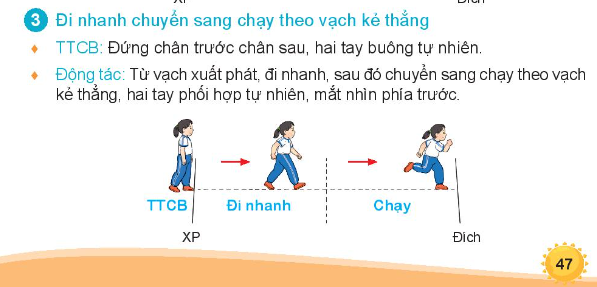 XP Đích
3 Đi nhanh chuyển sang chạy theo vạch kẻ thẳng
♦ TTCB: Đứng chân trước chân sau, hai tay buông tự nhiên.
♦ Động tác: Từ vạch xuất phát, đi nhanh, sau đó chuyển sang chạy theo vạch
kẻ thẳng, hai tay phối hợp tự nhiên, mắt nhìn phía trước.
TTCB Đi nhanh Chạy
XP Đích
47